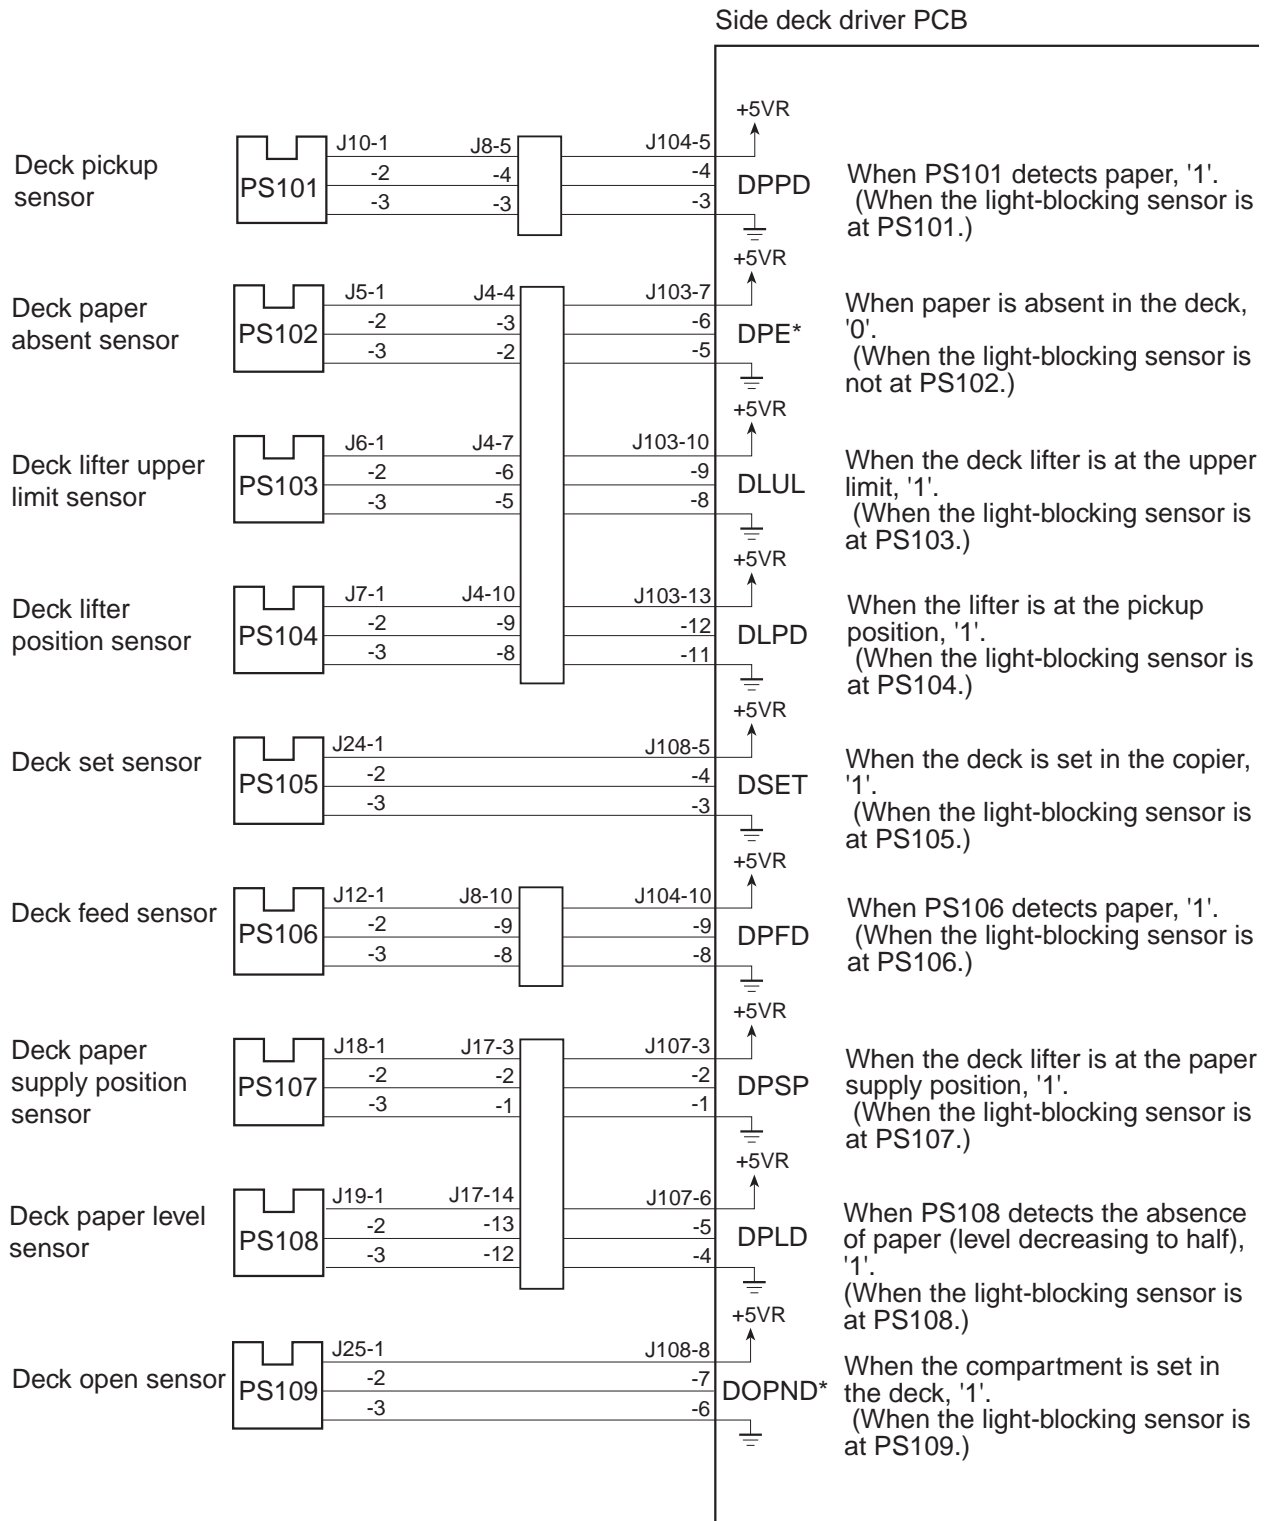 Side deck driver PCB
+5VR
Deck pickup
sensor
PS101
J10-1
-2
-3
J8-5
-4
-3
J104-5
-4
-3
DPPD
When PS101 detects paper, '1'.
(When the light-blocking sensor is
at PS101.)
+5VR
Deck paper
absent sensor
PS102
J5-1
-2
-3
J4-4
-3
-2
J103-7
-6
-5
DPE*
When paper is absent in the deck,
'0'.
(When the light-blocking sensor is
not at PS102.)
+5VR
Deck lifter upper
limit sensor
PS103
J6-1
-2
-3
J4-7
-6
-5
J103-10
-9
-8
DLUL
When the deck lifter is at the upper
limit, '1'.
(When the light-blocking sensor is
at PS103.)
+5VR
Deck lifter
position sensor
PS104
J7-1
-2
-3
J4-10
-9
-8
J103-13
-12
-11
DLPD
When the lifter is at the pickup
position, '1'.
(When the light-blocking sensor is
at PS104.)
+5VR
Deck set sensor
PS105
J24-1
-2
-3
J108-5
-4
-3
DSET
When the deck is set in the copier,
'1'.
(When the light-blocking sensor is
at PS105.)
+5VR
Deck feed sensor
PS106
J12-1
-2
-3
J8-10
-9
-8
J104-10
-9
-8
DPFD
When PS106 detects paper, '1'.
(When the light-blocking sensor is
at PS106.)
+5VR
Deck paper
supply position
sensor
PS107
J18-1
-2
-3
J17-3
-2
-1
J107-3
-2
-1
DPSP
When the deck lifter is at the paper
supply position, '1'.
(When the light-blocking sensor is
at PS107.)
+5VR
Deck paper level
sensor
PS108
J19-1
-2
-3
J17-14
-13
-12
J107-6
-5
-4
DPLD
When PS108 detects the absence
of paper (level decreasing to half),
'1'.
(When the light-blocking sensor is
at PS108.)
+5VR
Deck open sensor
PS109
J25-1
-2
-3
J108-8
-7
-6
DOPND*
When the compartment is set in
the deck, '1'.
(When the light-blocking sensor is
at PS109.)